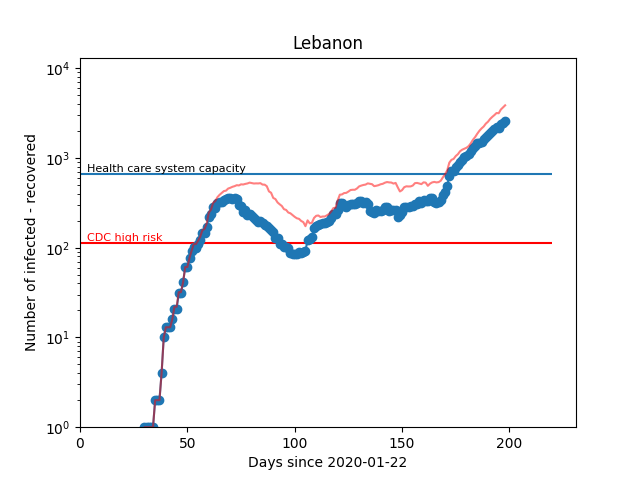 Lebanon
Number of infected - recovered
10^4
10^3
10^2
10^1
10^0
Health care system capacity
CDC high risk
0 50 100 150 200
Days since 2020-01-22